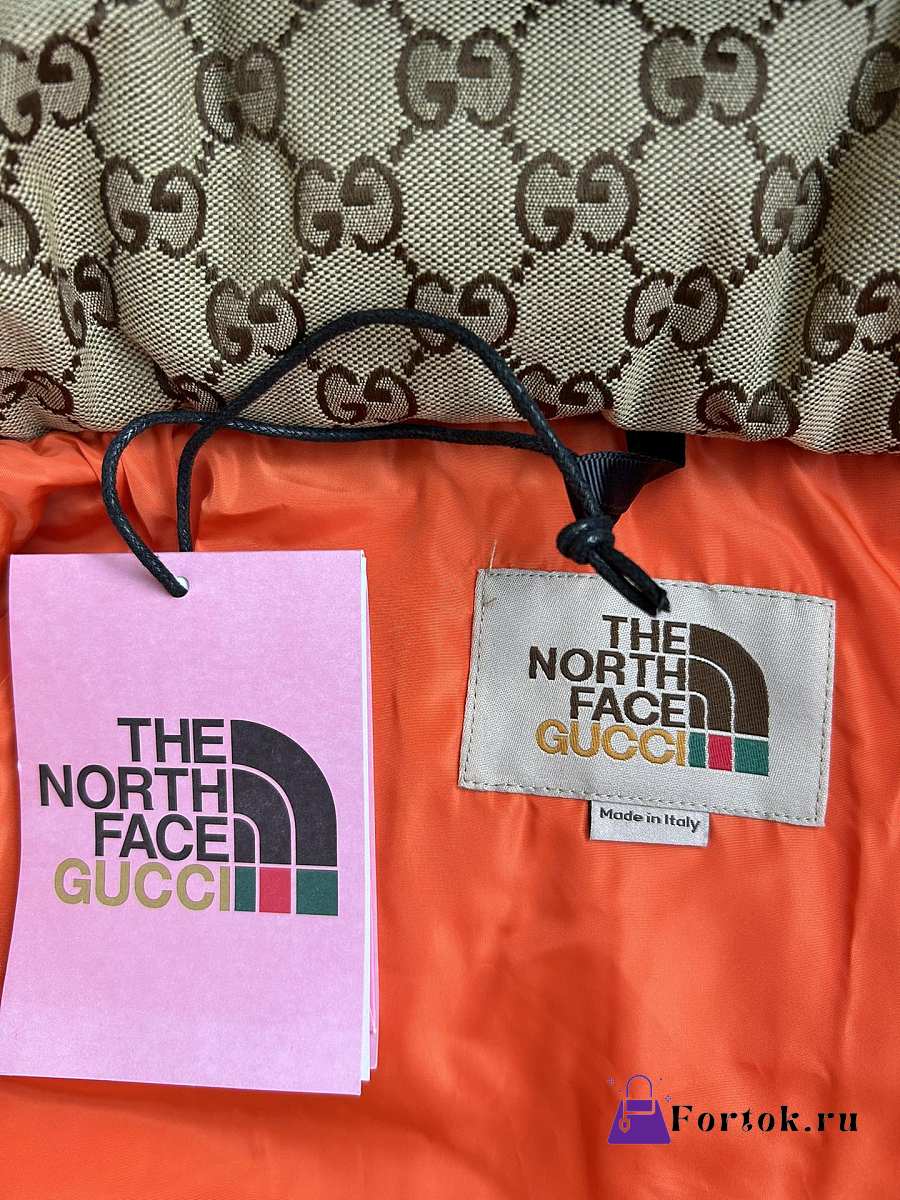 THE
NORTH
FACE
GUCCI
THE
NORTH
FACE
GUCCI
Made in Italy
Fortok.ru